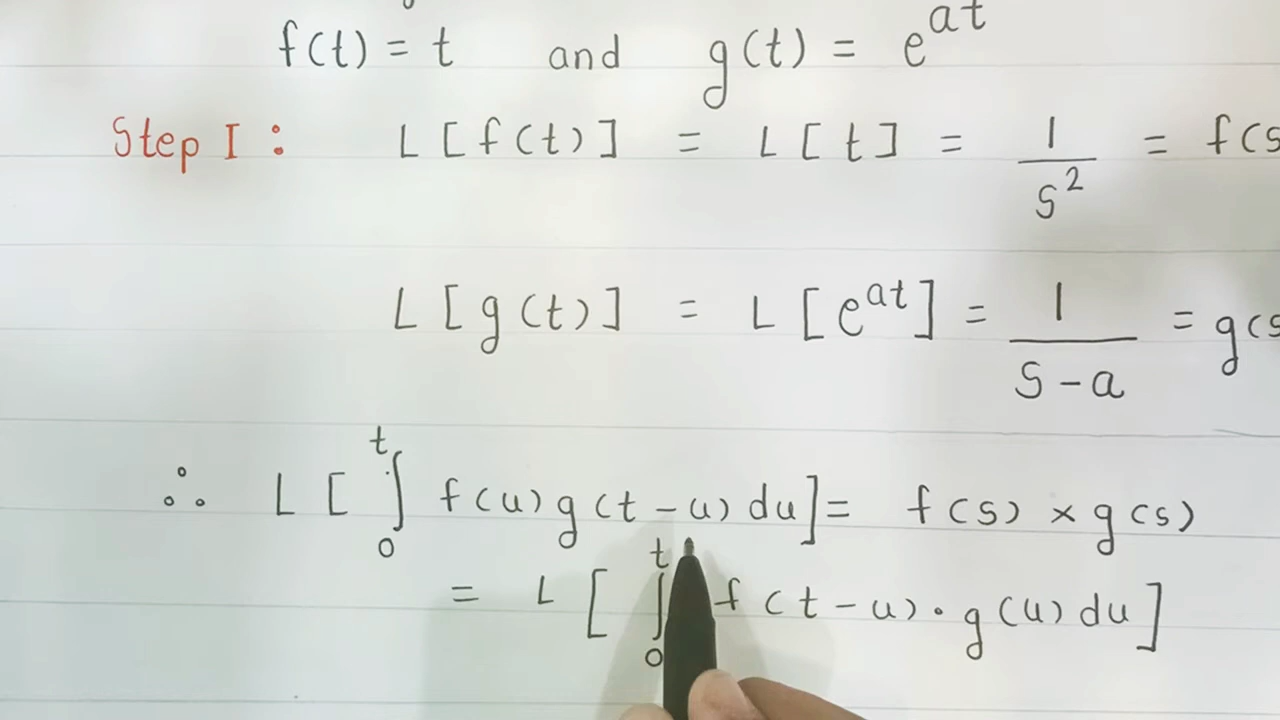 f(t) = t and g(t) = e^{at}
Step I : L [ f(t) ] = L [ t ] = 1/s^2 = f(s
L [ g(t) ] = L [ e^{at} ] = 1/(s-a) = g(s
∴ L [ ∫_0^t f(u) g(t-u) du ] = f(s) × g(s)
= L [ ∫_0^t f(t-u) · g(u) du ]